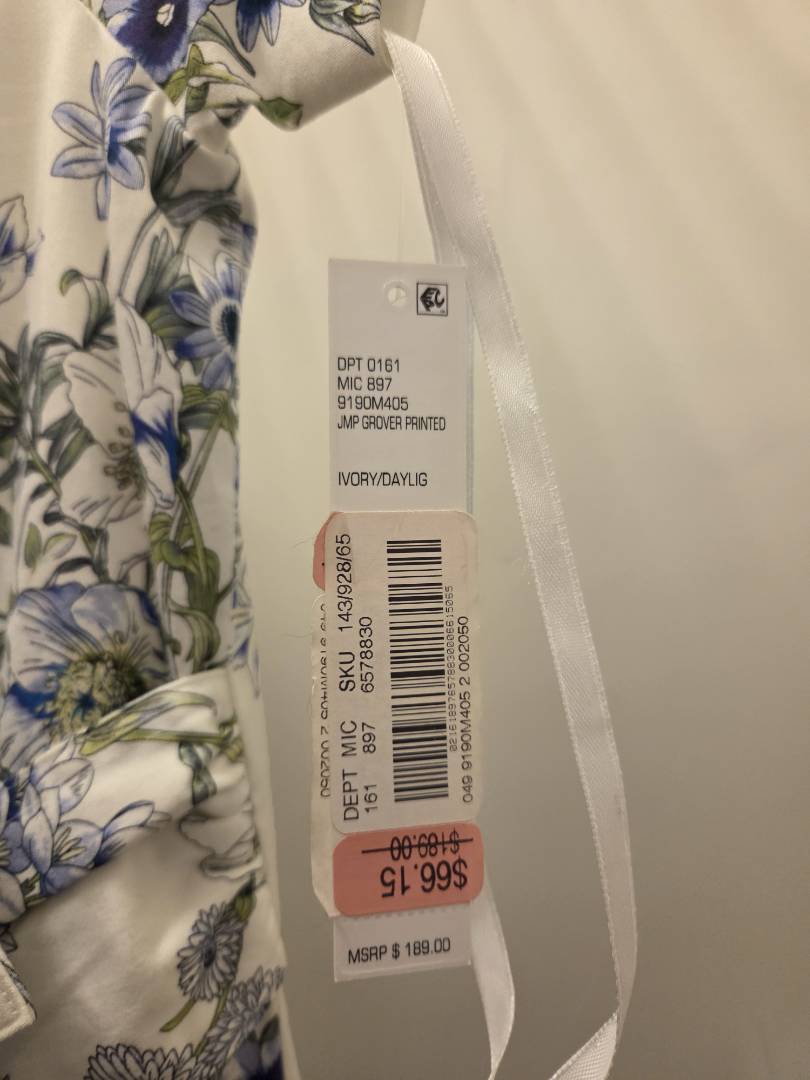 DPT 0161
MIC 897
9190M405
JMP GROVER PRINTED
IVORY/DAYLIG
DEPT MIC SKU 143/928/65
161 897 6578830
049 9190M405 2 002050
$189.00
$66.15
MSRP $ 189.00